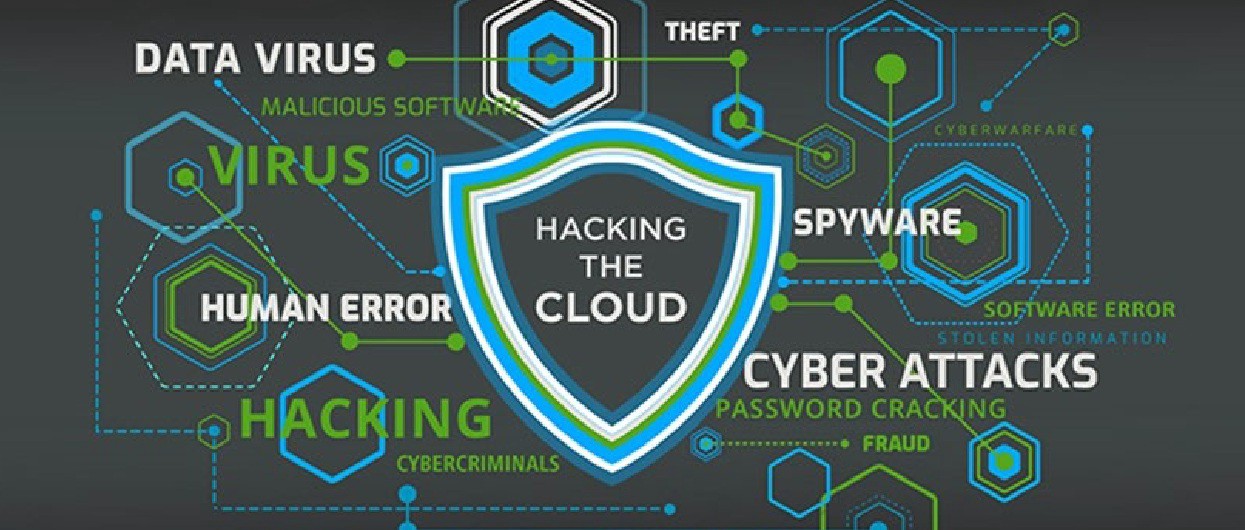 THEFT
DATA VIRUS
MALICIOUS SOFTWARE
CYBERWARFARE
VIRUS
SPYWARE
HACKING
THE
CLOUD
HUMAN ERROR
SOFTWARE ERROR
STOLEN INFORMATION
CYBER ATTACKS
PASSWORD CRACKING
HACKING
FRAUD
CYBERCRIMINALS